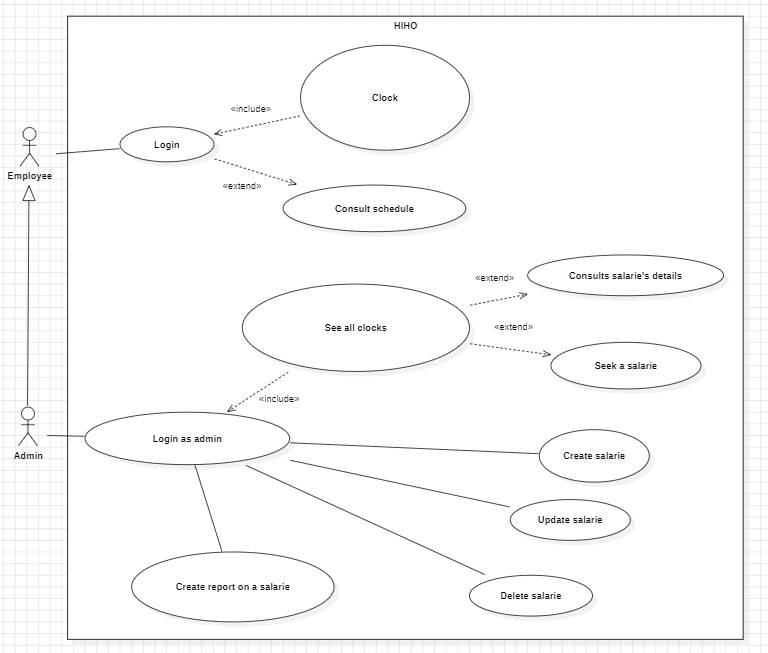 HIHO
Clock
«include»
Login
Employee
«extend»
Consult schedule
«extend»
Consults salarie's details
See all clocks
«extend»
Seek a salarie
«include»
Login as admin
Admin
Create salarie
Update salarie
Create report on a salarie
Delete salarie